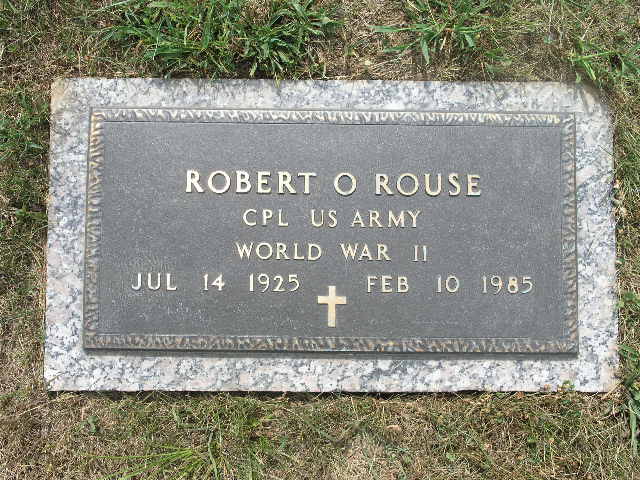 ROBERT O ROUSE
CPL US ARMY
WORLD WAR II
JUL 14 1925 FEB 10 1985